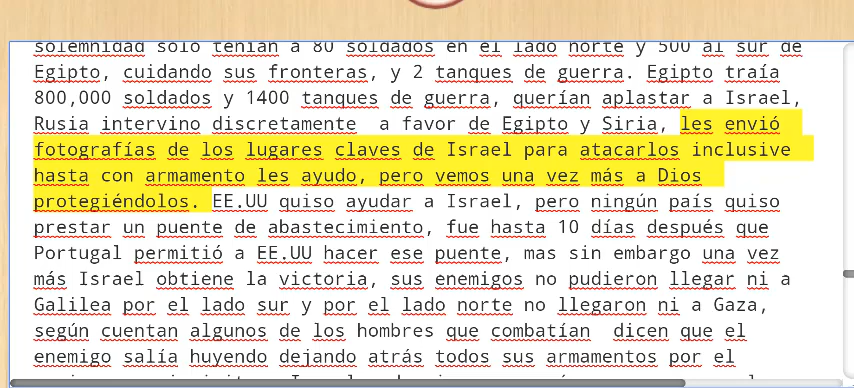 solemnidad solo tenían a 80 soldados en el lado norte y 500 al sur de
Egipto, cuidando sus fronteras, y 2 tanques de guerra. Egipto traía
800,000 soldados y 1400 tanques de guerra, querían aplastar a Israel,
Rusia intervino discretamente  a favor de Egipto y Siria, les envió
fotografías de los lugares claves de Israel para atacarlos inclusive
hasta con armamento les ayudo, pero vemos una vez más a Dios
protegiéndolos. EE.UU quiso ayudar a Israel, pero ningún país quiso
prestar un puente de abastecimiento, fue hasta 10 días después que
Portugal permitió a EE.UU hacer ese puente, mas sin embargo una vez
más Israel obtiene la victoria, sus enemigos no pudieron llegar ni a
Galilea por el lado sur y por el lado norte no llegaron ni a Gaza,
según cuentan algunos de los hombres que combatían  dicen que el
enemigo salía huyendo dejando atrás todos sus armamentos por el